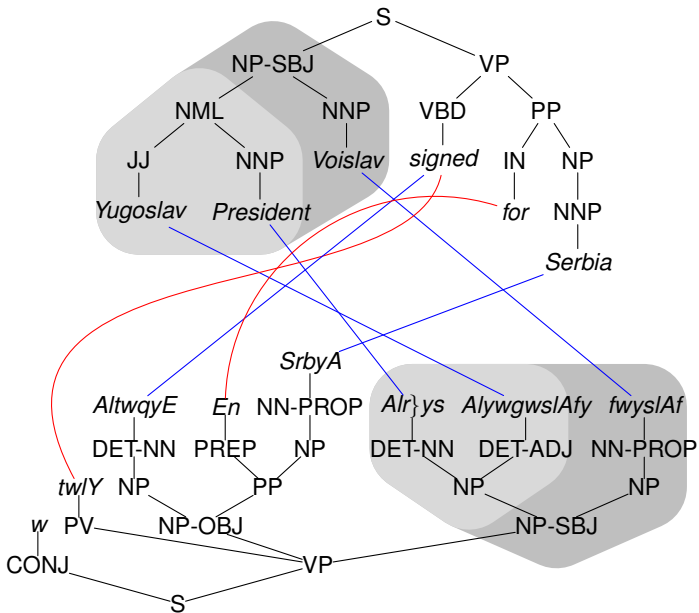 S
NP-SBJ VP
NML NNP VBD PP
JJ NNP Voislav signed IN NP
Yugoslav President for NNP
Serbia
SrbyA
AltwqyE En NN-PROP Alr}ys AlywgwslAfy fwyslAf
DET-NN PREP NP DET-NN DET-ADJ NN-PROP
twlY NP PP NP NP
w PV NP-OBJ NP-SBJ
CONJ VP
S